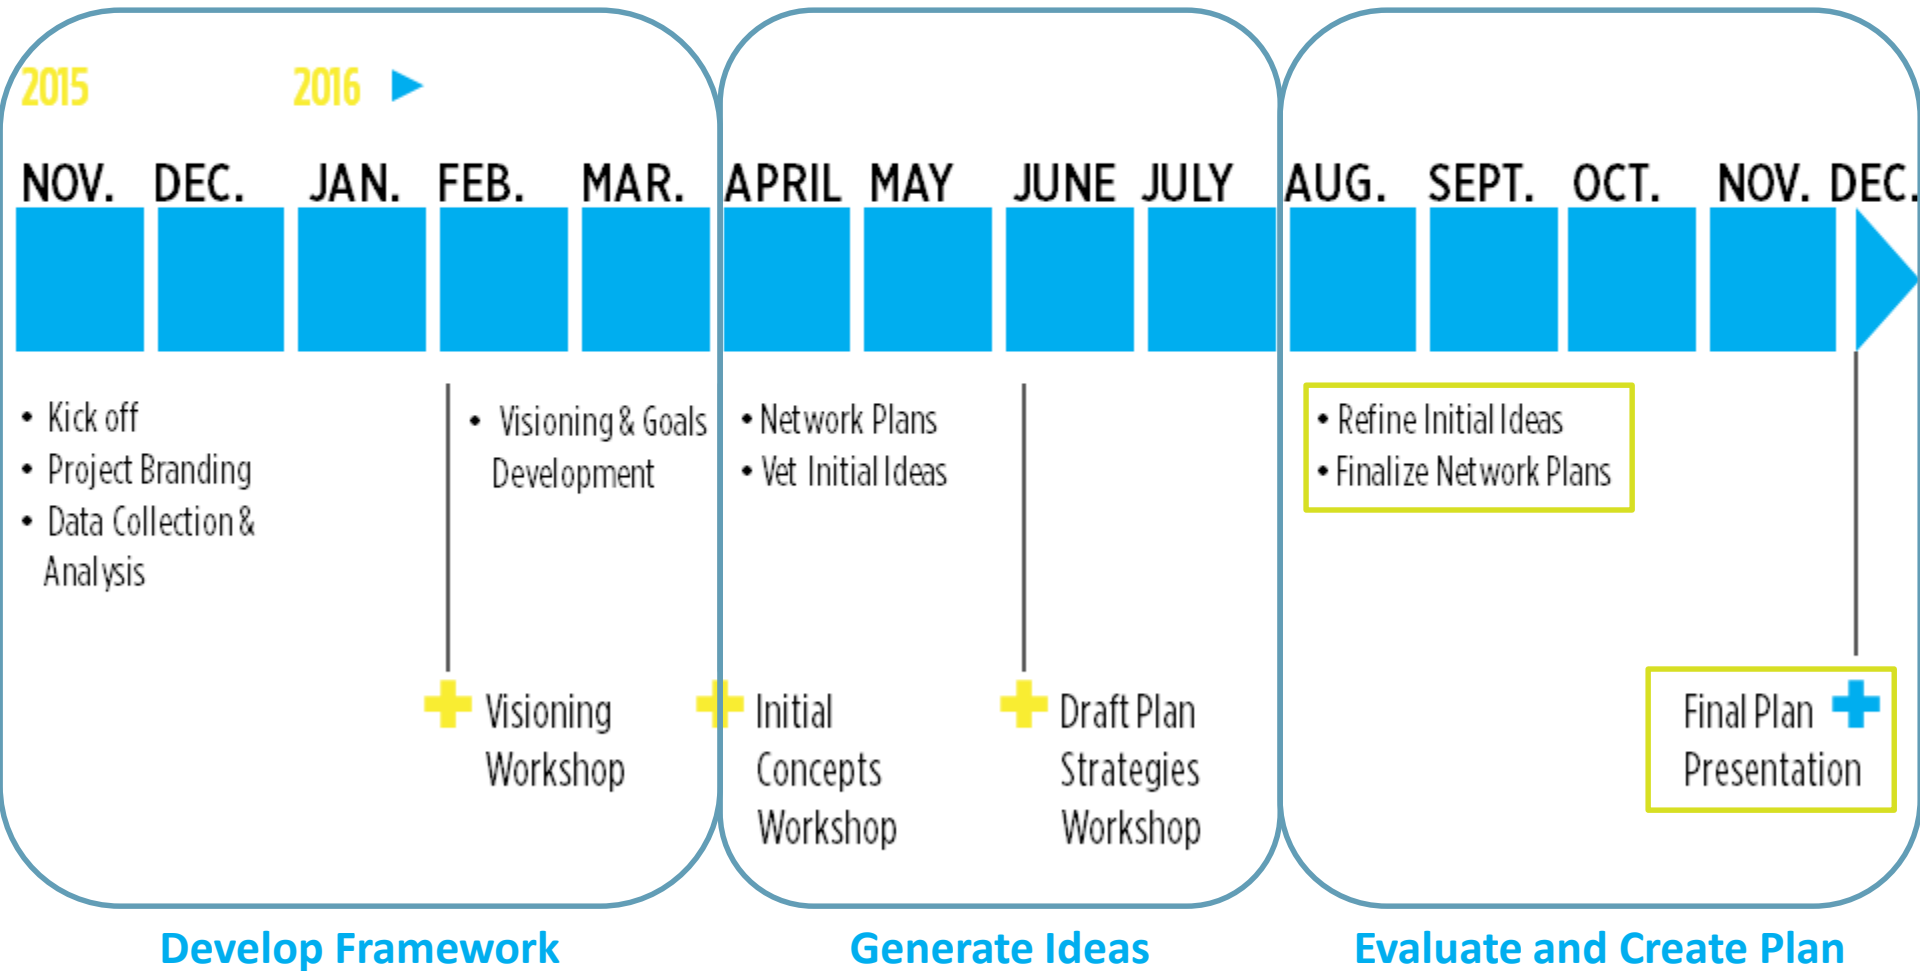 2015 2016
NOV. DEC. JAN. FEB. MAR. APRIL MAY JUNE JULY AUG. SEPT. OCT. NOV. DEC.
• Kick off
• Project Branding
• Data Collection &
Analysis
• Visioning & Goals
Development
• Network Plans
• Vet Initial Ideas
• Refine Initial Ideas
• Finalize Network Plans
Visioning
Workshop
Initial
Concepts
Workshop
Draft Plan
Strategies
Workshop
Final Plan
Presentation
Develop Framework
Generate Ideas
Evaluate and Create Plan